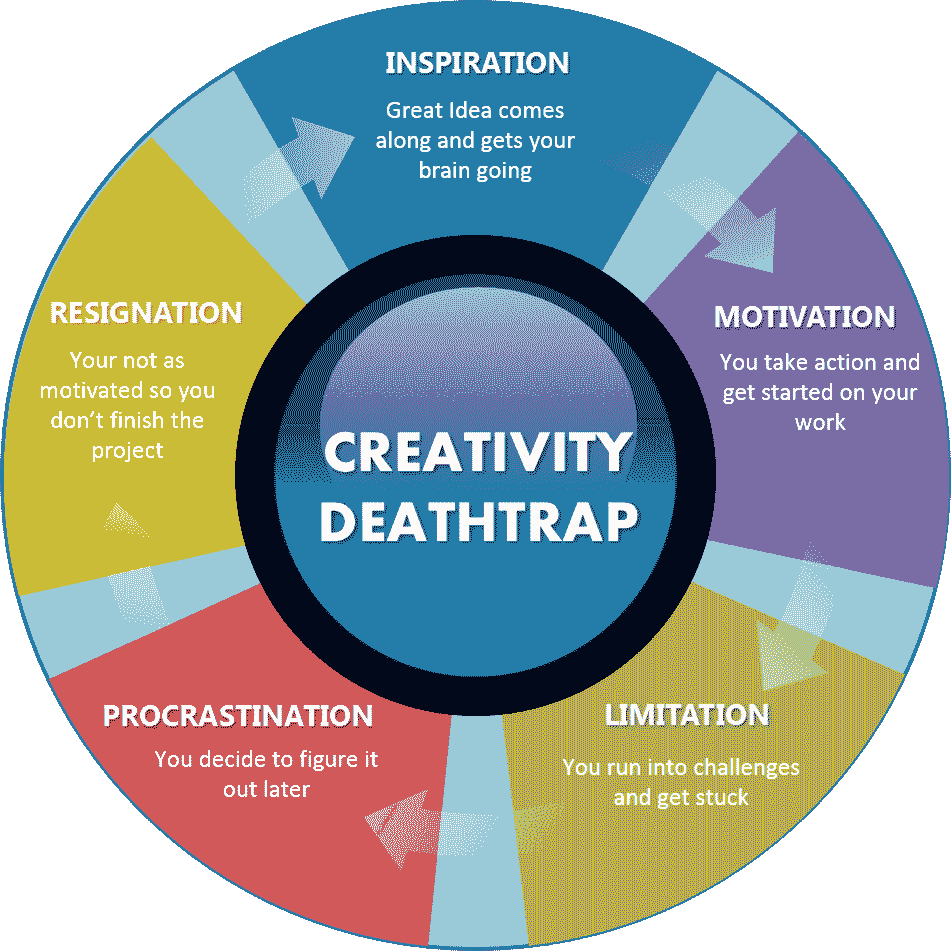 INSPIRATION
Great Idea comes
along and gets your
brain going
MOTIVATION
You take action and
get started on your
work
LIMITATION
You run into challenges
and get stuck
PROCRASTINATION
You decide to figure it
out later
RESIGNATION
Your not as
motivated so you
don’t finish the
project
CREATIVITY
DEATHTRAP